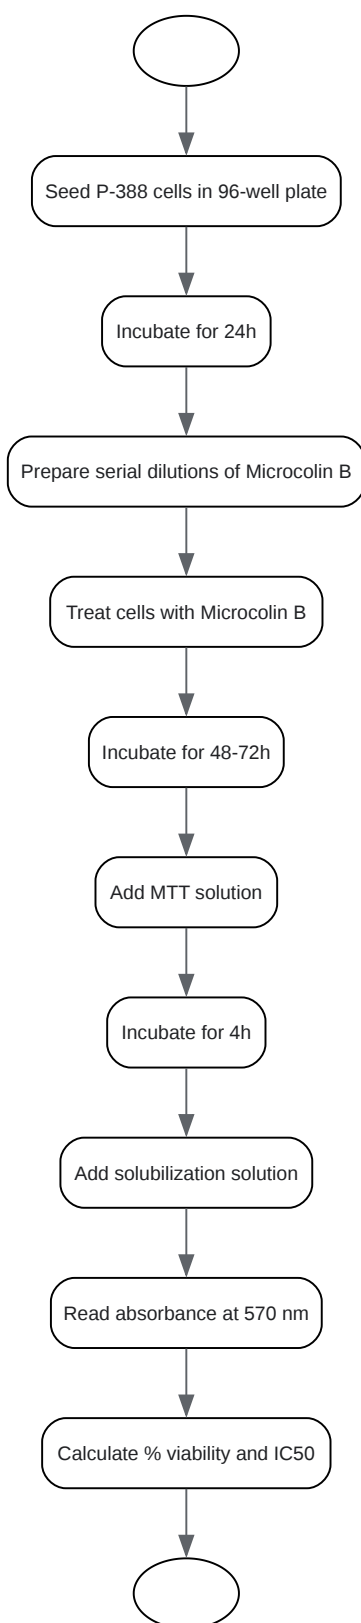 Seed P-388 cells in 96-well plate
Incubate for 24h
Prepare serial dilutions of Microcolin B
Treat cells with Microcolin B
Incubate for 48-72h
Add MTT solution
Incubate for 4h
Add solubilization solution
Read absorbance at 570 nm
Calculate % viability and IC50